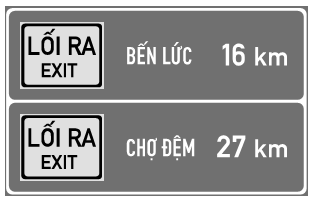 LỐI RA
EXIT
BẾN LỨC 16 km
LỐI RA
EXIT
CHỢ ĐỆM 27 km